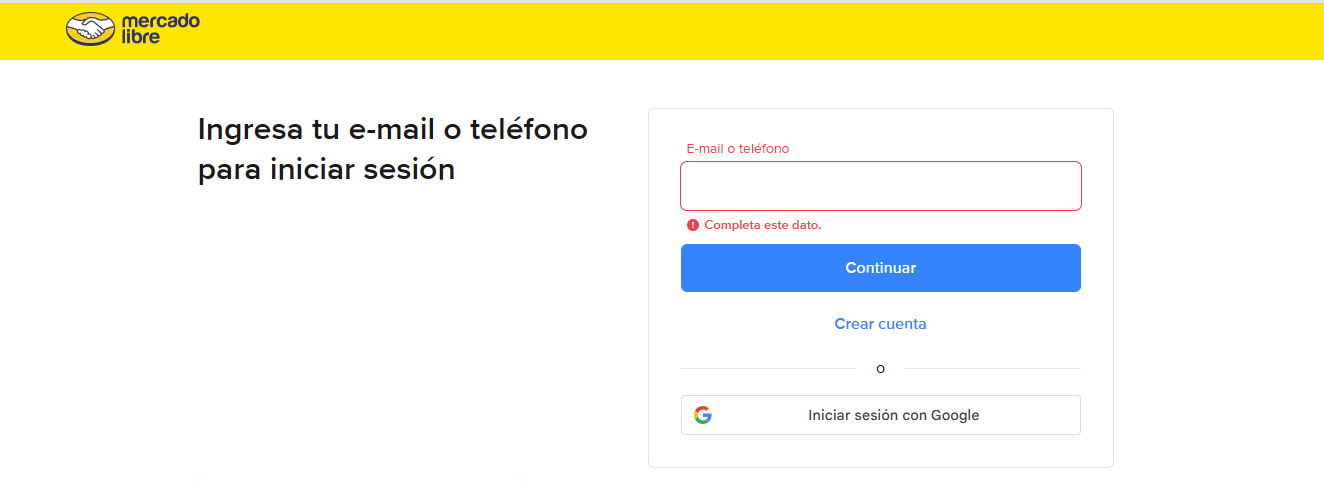 mercado
libre
Ingresa tu e-mail o teléfono
para iniciar sesión
E-mail o teléfono
Completa este dato.
Continuar
Crear cuenta
o
Iniciar sesión con Google